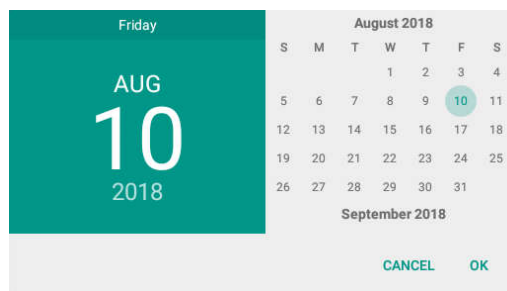 Friday
AUG
10
2018
August 2018
S M T W T F S
1 2 3 4
5 6 7 8 9 10 11
12 13 14 15 16 17 18
19 20 21 22 23 24 25
26 27 28 29 30 31
September 2018
CANCEL OK